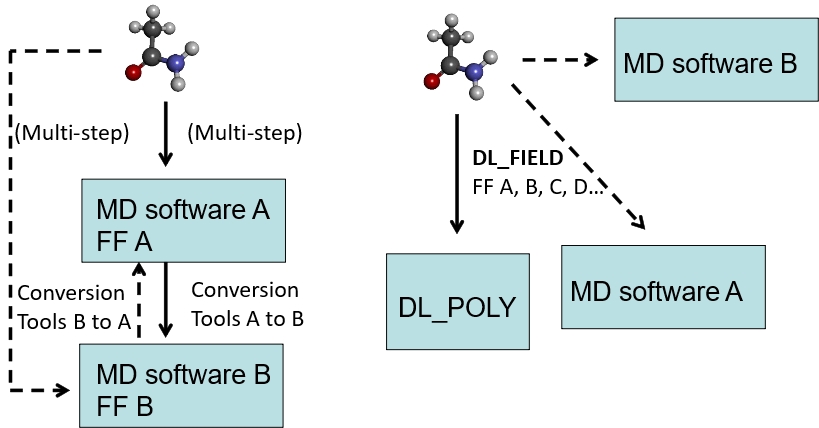 (Multi-step)
(Multi-step)
MD software A
FF A
Conversion
Tools B to A
Conversion
Tools A to B
MD software B
FF B
MD software B
DL_FIELD
FF A, B, C, D...
DL_POLY
MD software A